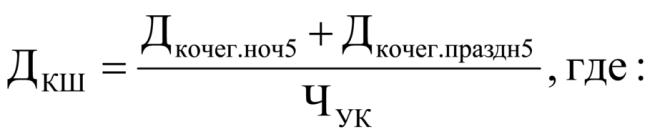 Д_КШ = (Д_кочег.ноч5 + Д_кочег.праздн5) / Ч_УК, где: